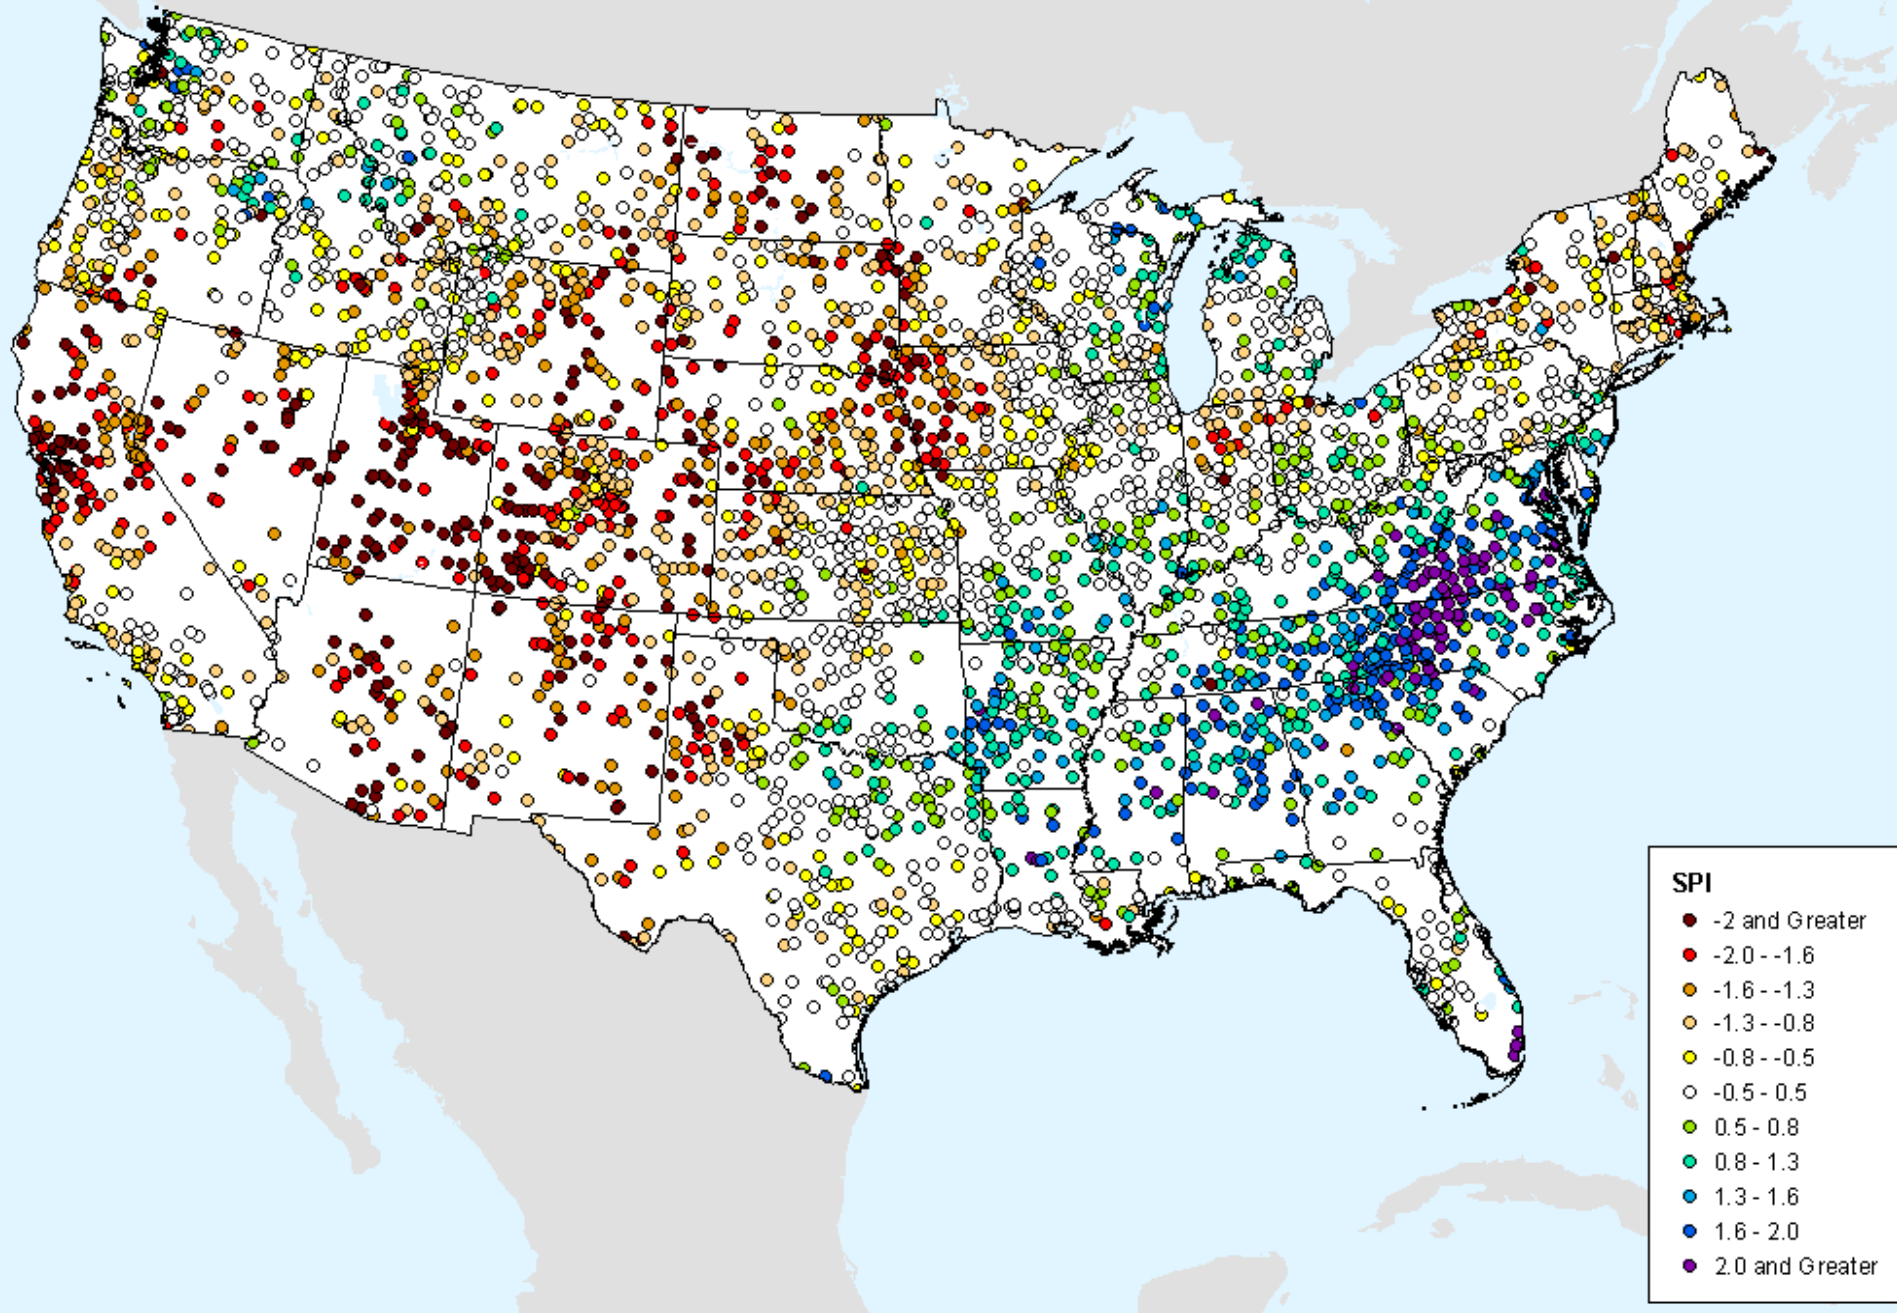 SPI
-2 and Greater
-2.0 - -1.6
-1.6 - -1.3
-1.3 - -0.8
-0.8 - -0.5
-0.5 - 0.5
0.5 - 0.8
0.8 - 1.3
1.3 - 1.6
1.6 - 2.0
2.0 and Greater